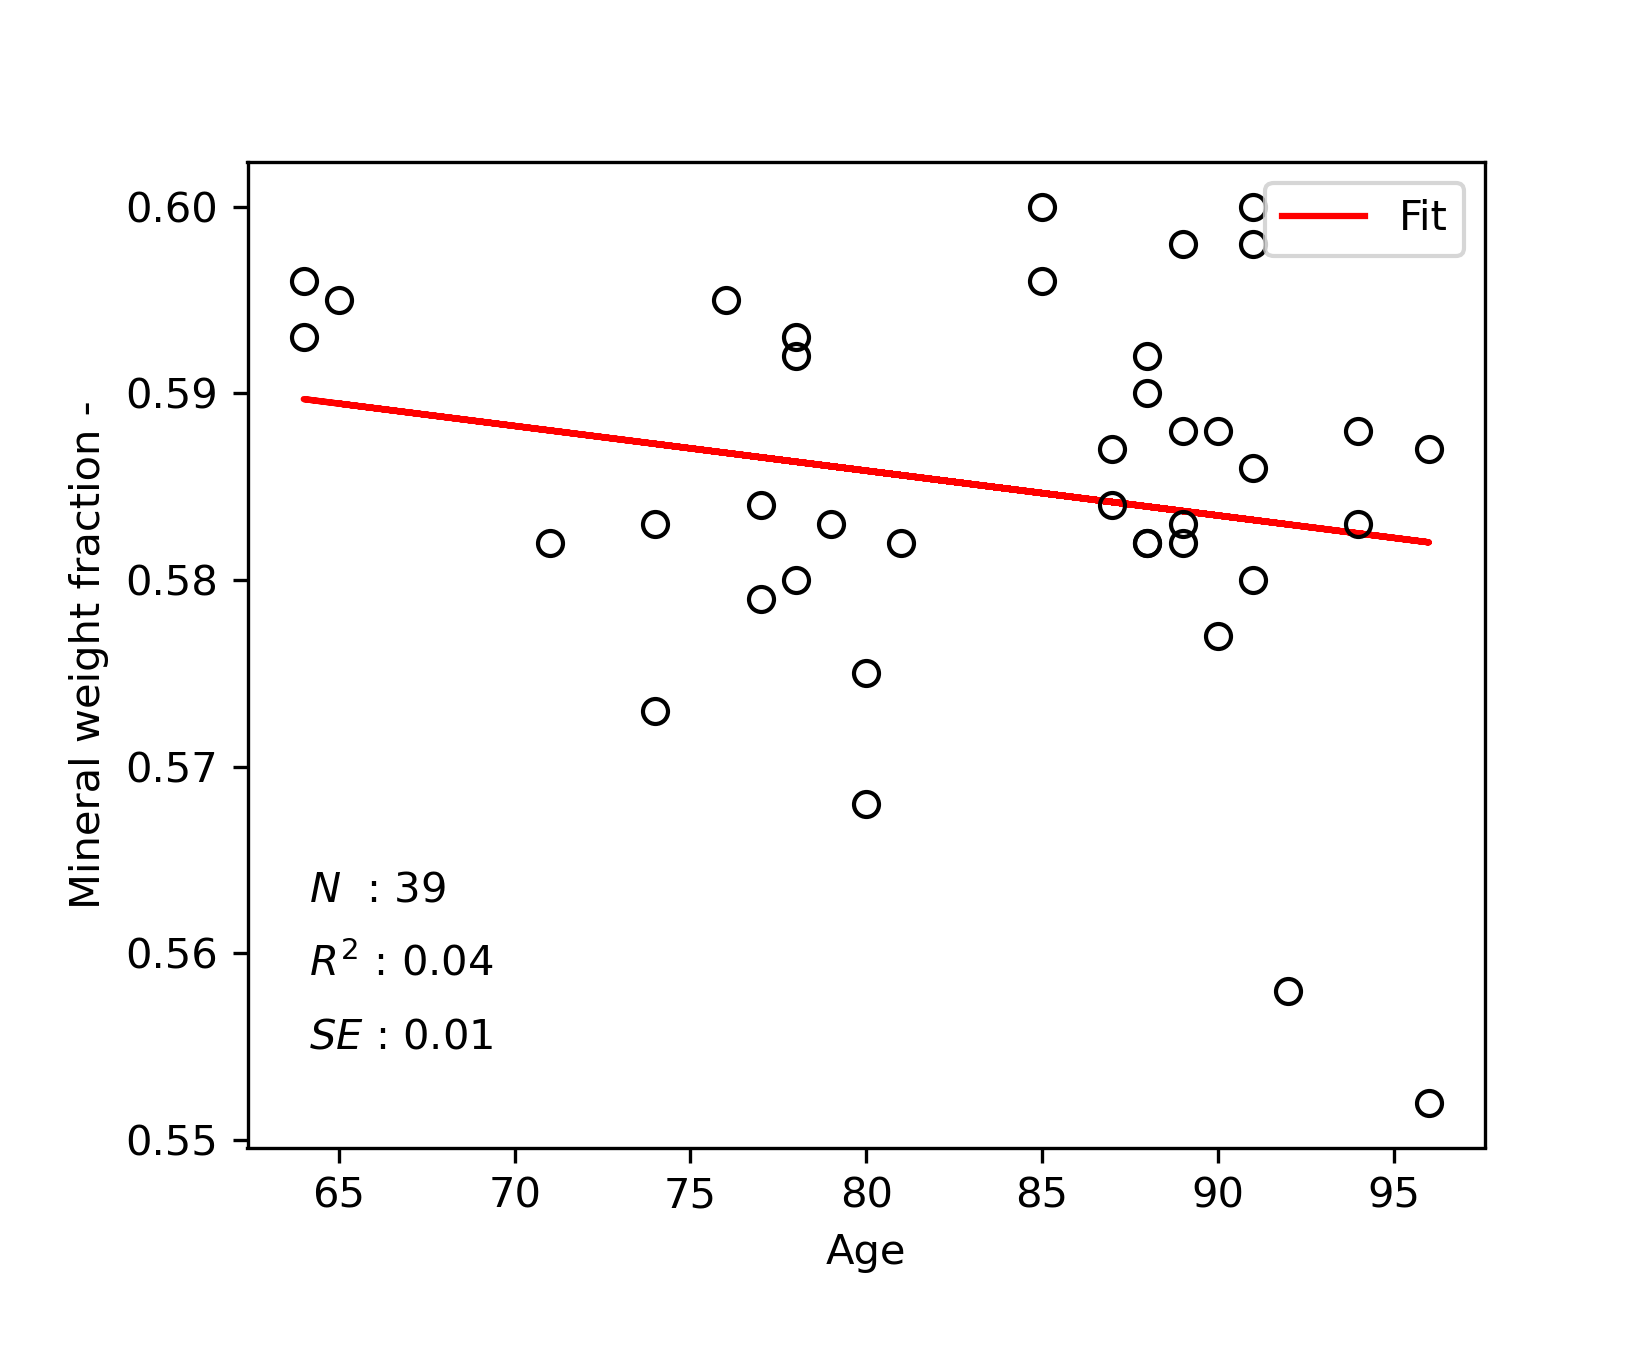 Fit
0.60
0.59
0.58
0.57
0.56
0.55
Mineral weight fraction -
N : 39
R² : 0.04
SE : 0.01
65 70 75 80 85 90 95
Age